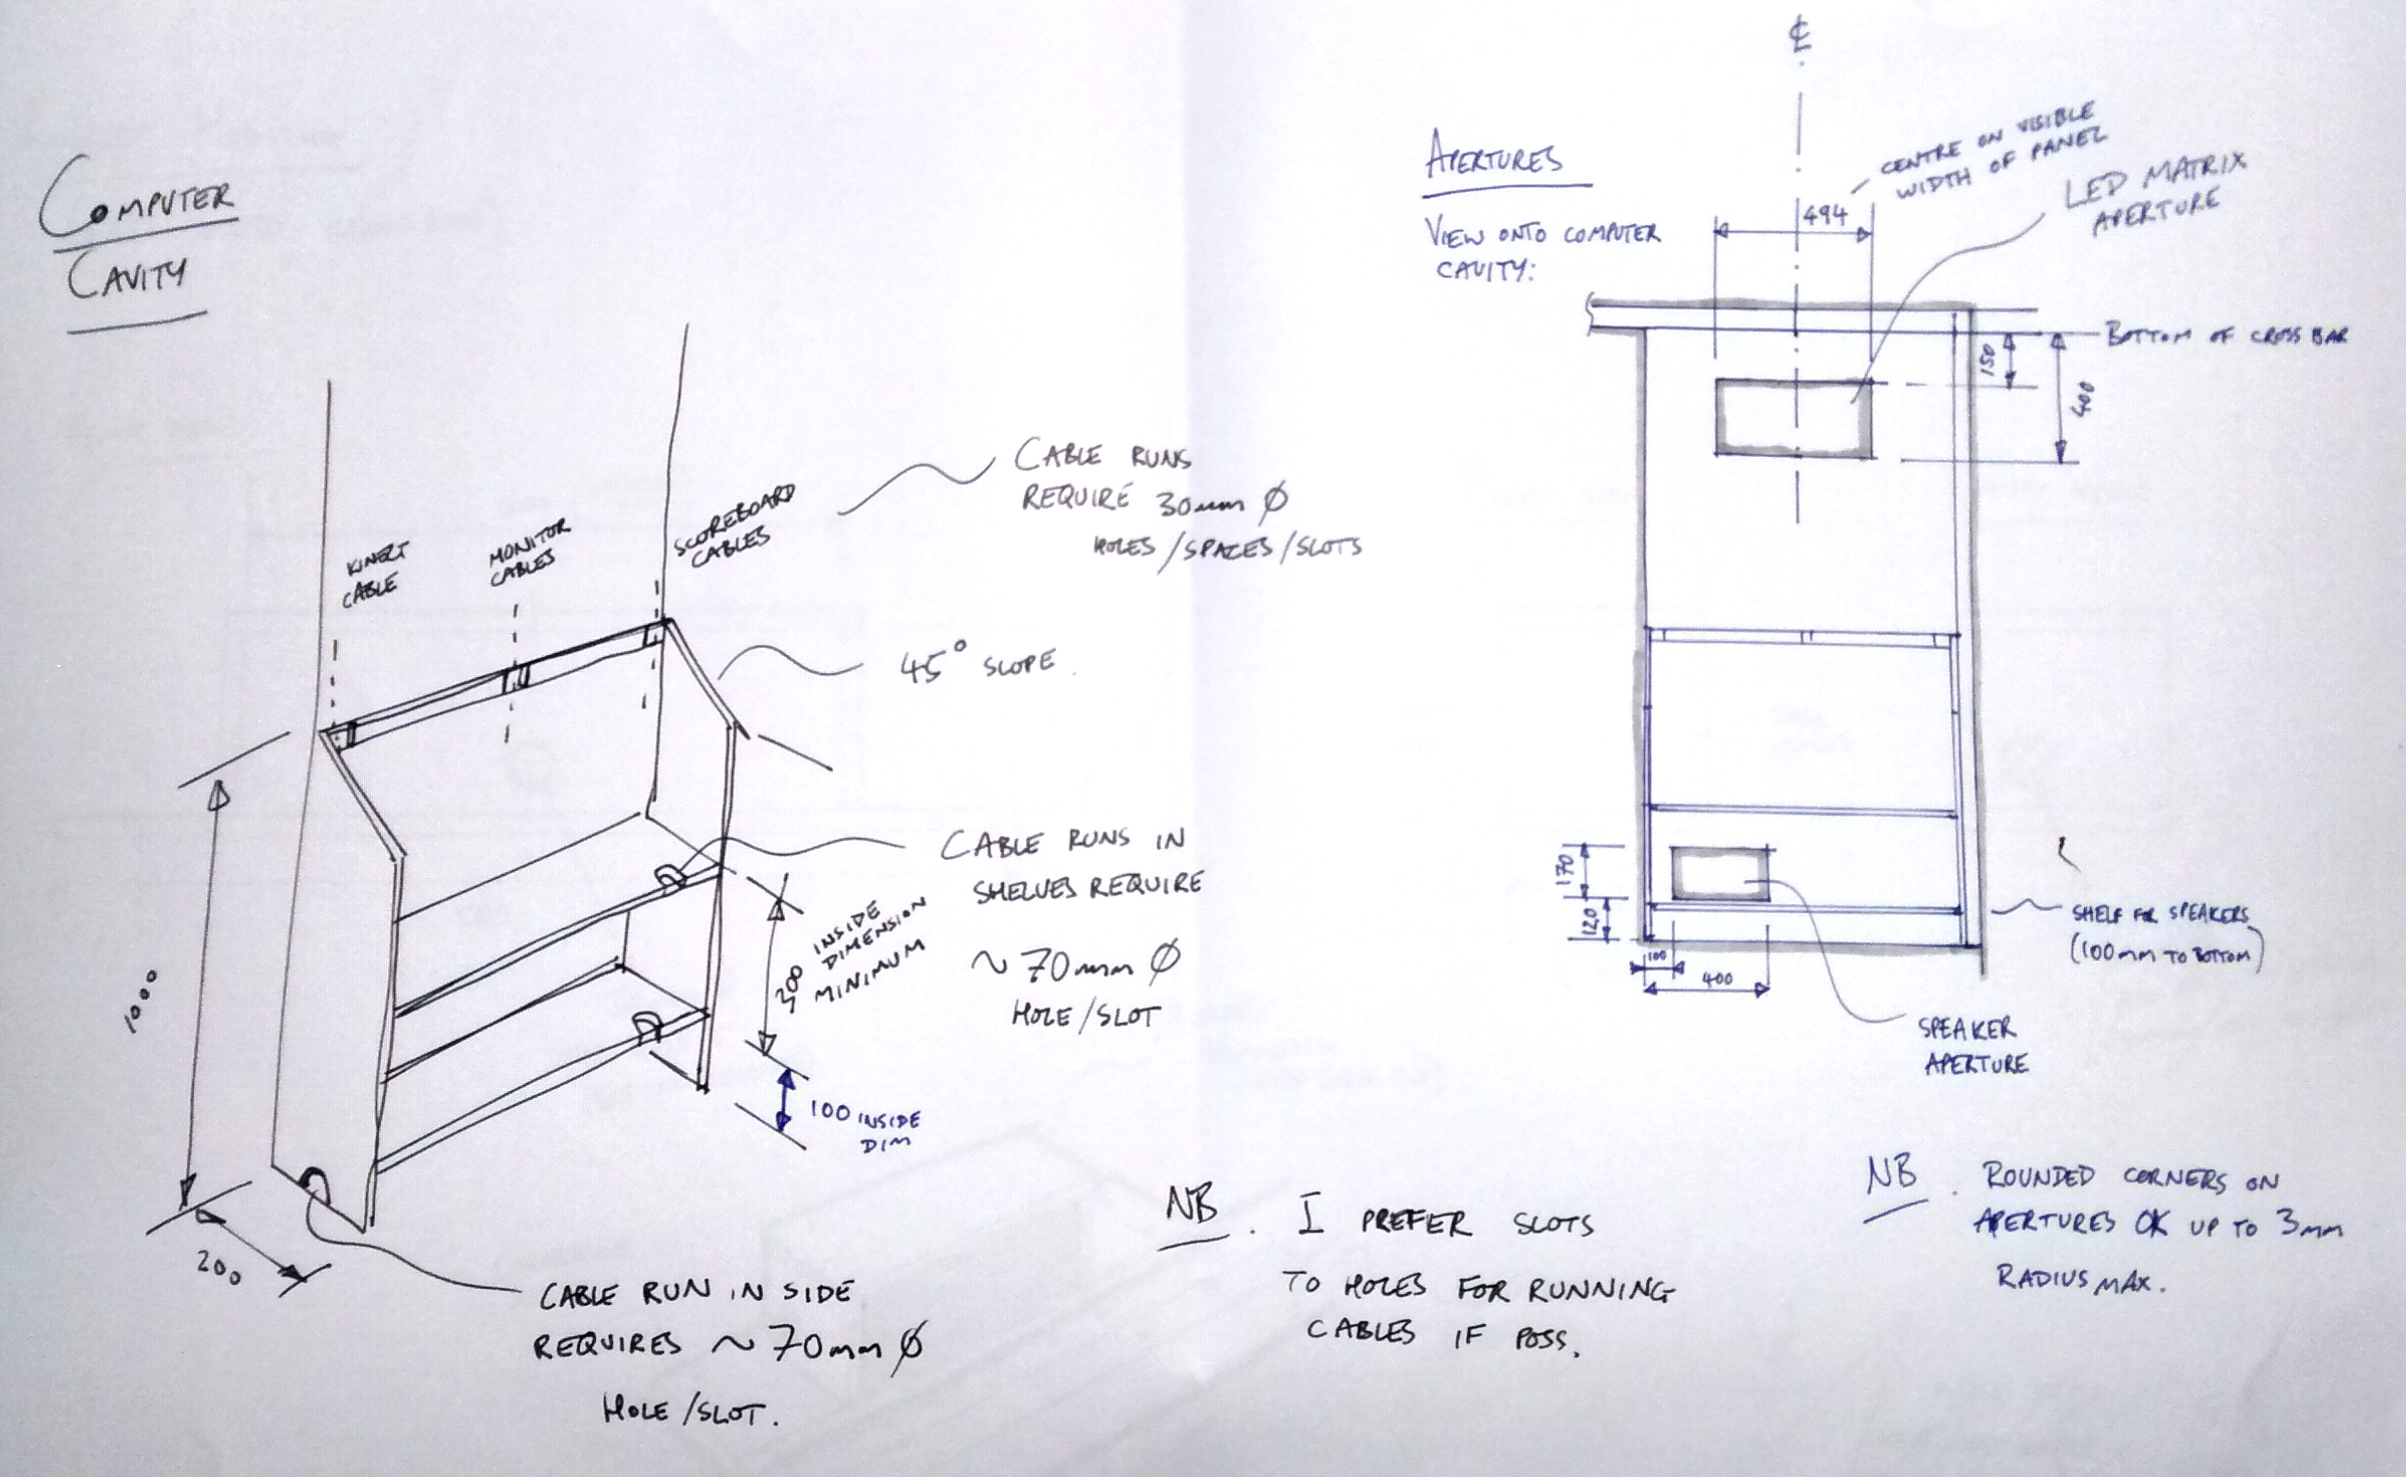 COMPUTER
CAVITY
KINECT
CABLE
MONITOR
CABLES
SCOREBOARD
CABLES
CABLE RUNS
REQUIRE 30mm Ø
HOLES/SPACES/SLOTS
45° SLOPE.
CABLE RUNS IN
SHELVES REQUIRE
~70mm Ø
HOLE/SLOT
INSIDE
DIMENSION
MINIMUM
100 INSIDE
DIM
1000
200
CABLE RUN IN SIDE
REQUIRES ~70mm Ø
HOLE/SLOT.
NB. I PREFER SLOTS
TO HOLES FOR RUNNING
CABLES IF POSS.
APERTURES
VIEW ONTO COMPUTER
CAVITY:
℄
CENTRE ON VISIBLE
WIDTH OF PANEL
494
LED MATRIX
APERTURE
BOTTOM OF CROSS BAR
150
400
170
120
100
400
SHELF FOR SPEAKERS
(100mm TO BOTTOM)
SPEAKER
APERTURE
NB. ROUNDED CORNERS ON
APERTURES OK UP TO 3mm
RADIUS MAX.